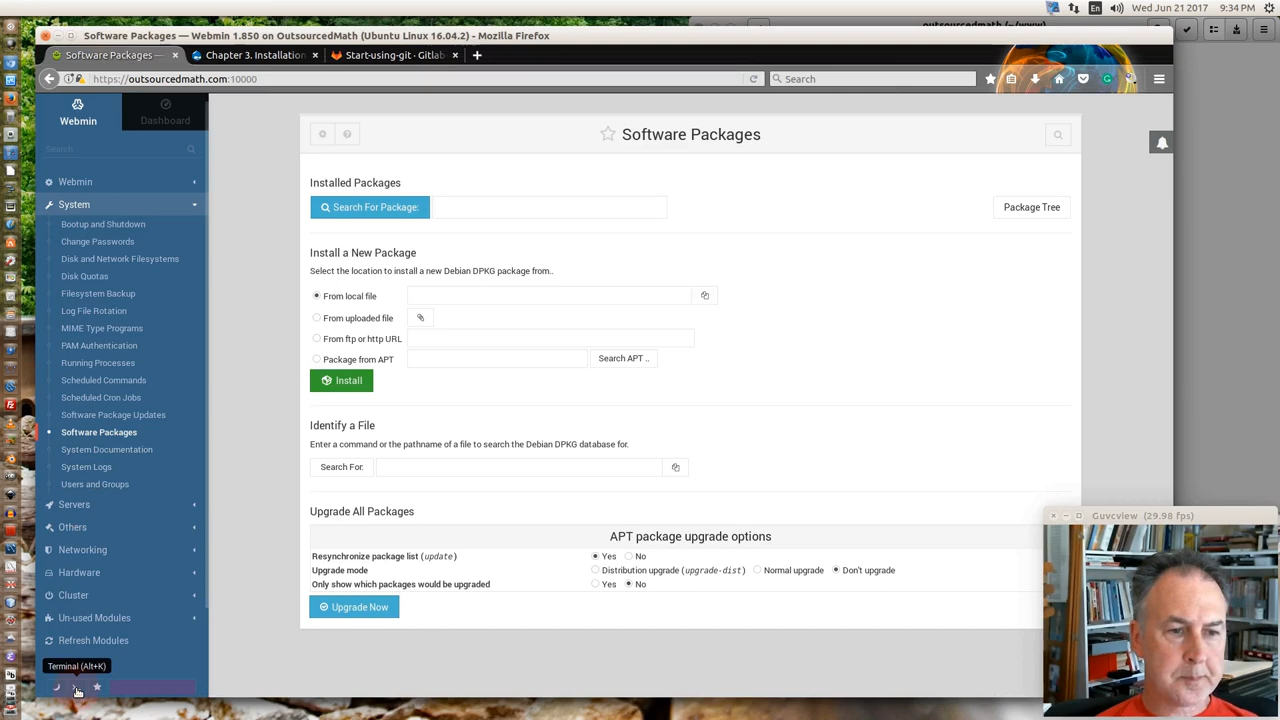 En
Wed Jun 21 2017
9:34 PM
Software Packages — Webmin 1.850 on OutsourcedMath (Ubuntu Linux 16.04.2) - Mozilla Firefox
outsourcedmath (~/www)
Software Packages —
Chapter 3. Installation
Start-using-git · Gitlab
https://outsourcedmath.com:10000
Search
Webmin
Dashboard
Search
Software Packages
Webmin
System
Bootup and Shutdown
Change Passwords
Disk and Network Filesystems
Disk Quotas
Filesystem Backup
Log File Rotation
MIME Type Programs
PAM Authentication
Running Processes
Scheduled Commands
Scheduled Cron Jobs
Software Package Updates
Software Packages
System Documentation
System Logs
Users and Groups
Servers
Others
Networking
Hardware
Cluster
Un-used Modules
Refresh Modules
Terminal (Alt+K)
Installed Packages
Search For Package:
Package Tree
Install a New Package
Select the location to install a new Debian DPKG package from..
From local file
From uploaded file
From ftp or http URL
Package from APT
Search APT ..
Install
Identify a File
Enter a command or the pathname of a file to search the Debian DPKG database for.
Search For:
Upgrade All Packages
APT package upgrade options
Resynchronize package list (update) Yes No
Upgrade mode Distribution upgrade (upgrade-dist) Normal upgrade Don't upgrade
Only show which packages would be upgraded Yes No
Upgrade Now
Guvcview (29.98 fps)